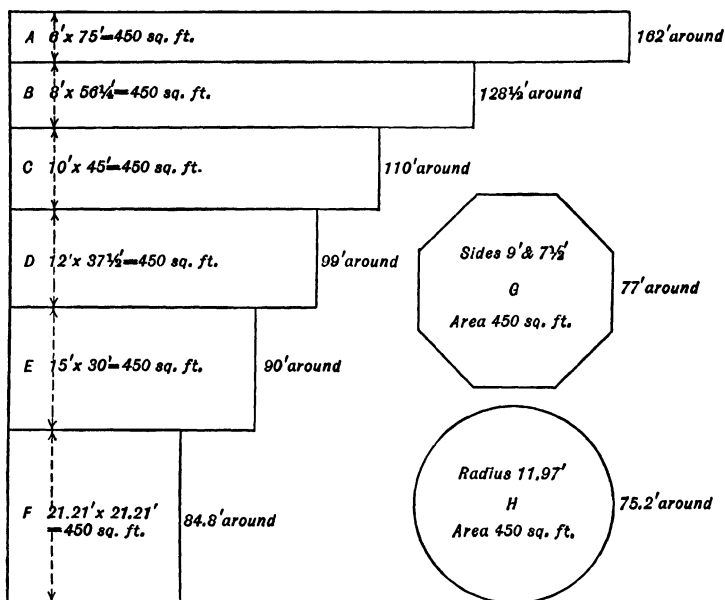 A 6'x 75'=450 sq. ft.
162'around
B 8'x 56¼'=450 sq. ft.
128½'around
C 10'x 45'=450 sq. ft.
110'around
D 12'x 37½'=450 sq. ft.
99'around
Sides 9'& 7½'
G
Area 450 sq. ft.
77'around
E 15'x 30'=450 sq. ft.
90'around
F 21.21'x 21.21'
=450 sq. ft.
84.8'around
Radius 11.97'
H
Area 450 sq. ft.
75.2'around